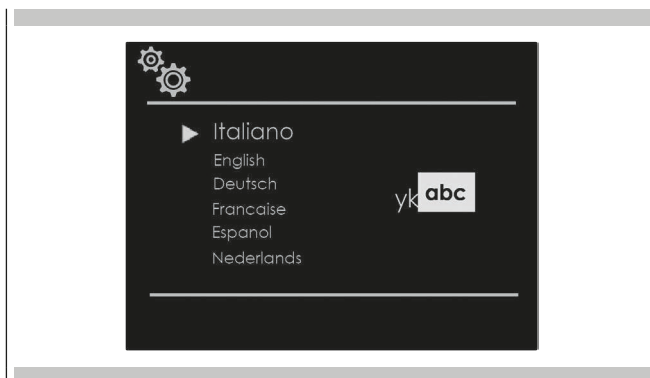 Italiano
English
Deutsch
Francaise
Espanol
Nederlands
yk abc